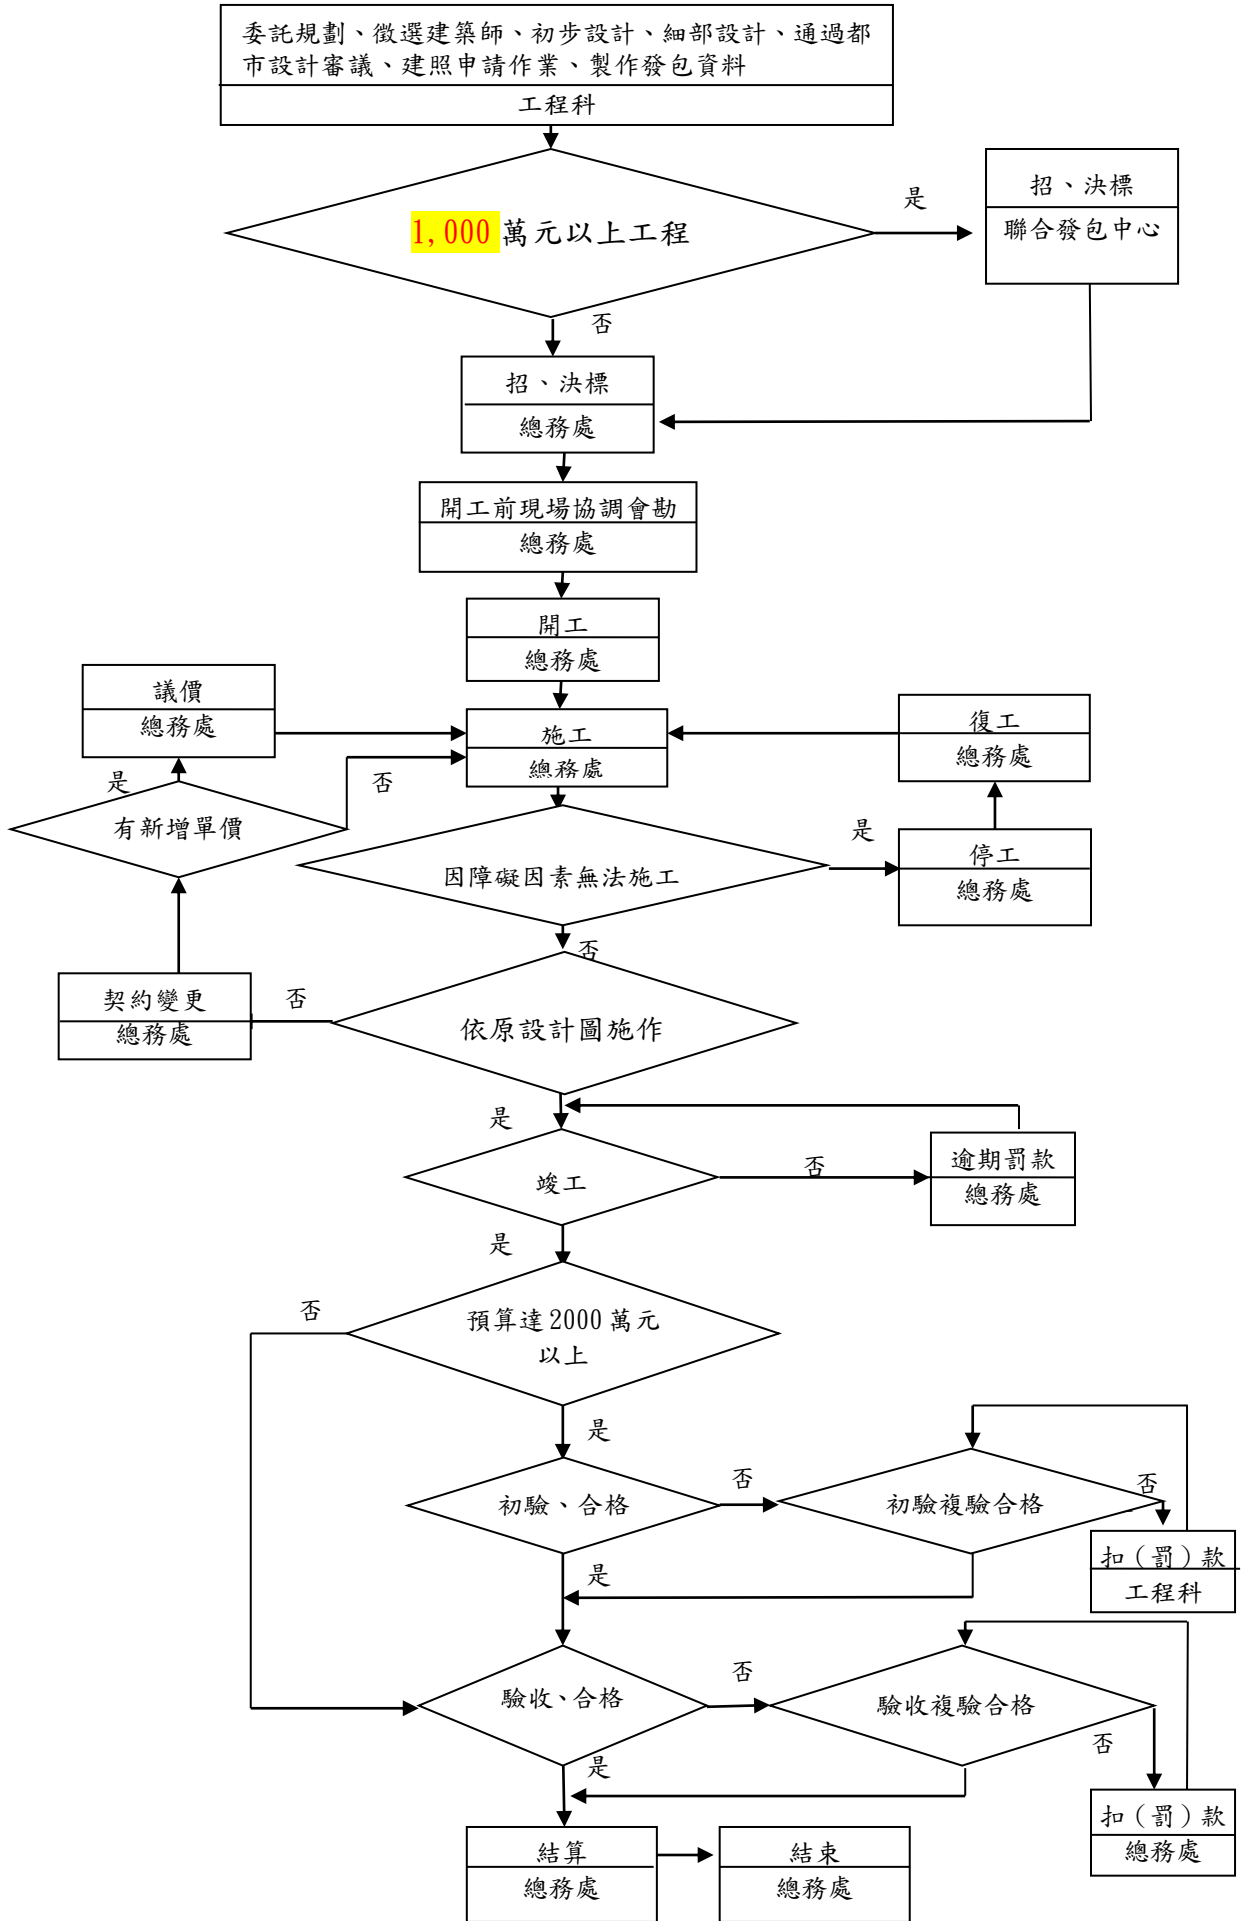 委託規劃、徵選建築師、初步設計、細部設計、通過都
市設計審議、建照申請作業、製作發包資料
工程科
1,000萬元以上工程
是
招、決標
聯合發包中心
否
招、決標
總務處
開工前現場協調會勘
總務處
開工
總務處
議價
總務處
施工
總務處
復工
總務處
是
否
有新增單價
因障礙因素無法施工
是
停工
總務處
否
契約變更
總務處
否
依原設計圖施作
是
竣工
否
逾期罰款
總務處
是
否
預算達2000萬元
以上
是
初驗、合格
否
初驗複驗合格
否
扣（罰）款
工程科
是
驗收、合格
否
驗收複驗合格
否
扣（罰）款
總務處
是
結算
總務處
結束
總務處